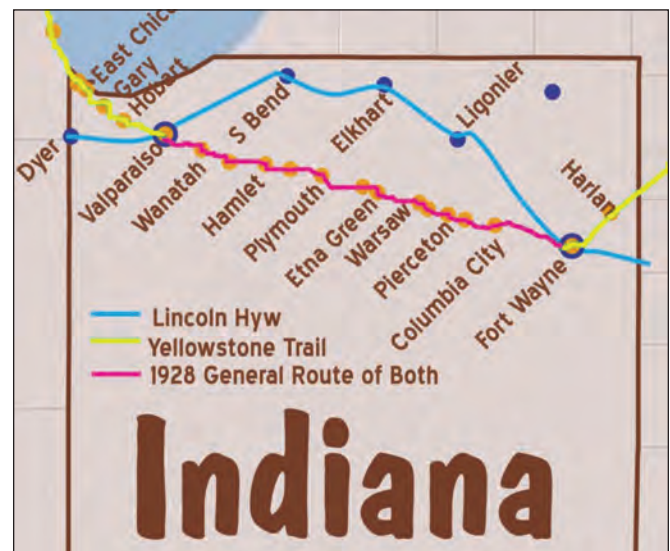 East Chic
Gary
Hobart
Dyer
Valparaiso
Wanatah
Hamlet
S Bend
Plymouth
Elkhart
Etna Green
Warsaw
Pierceton
Ligonier
Columbia City
Fort Wayne
Harlan
Lincoln Hyw
Yellowstone Trail
1928 General Route of Both
Indiana